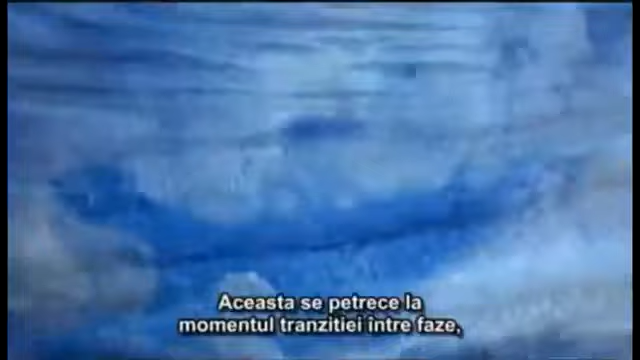 Aceasta se petrece la
momentul tranzitiei intre faze,